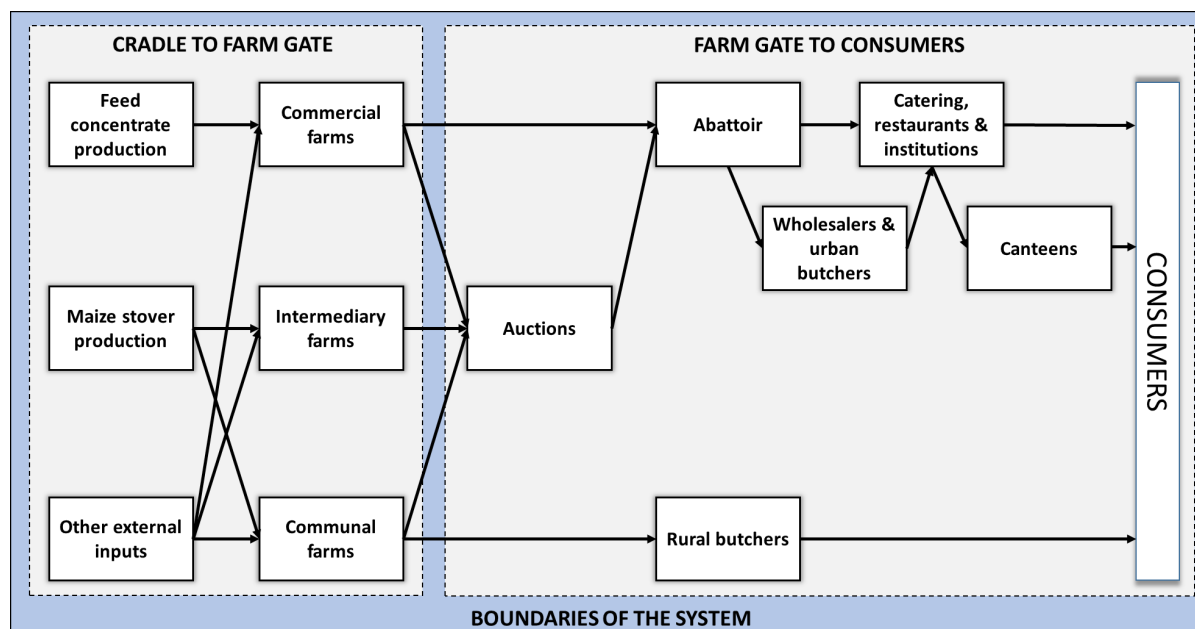 CRADLE TO FARM GATE
FARM GATE TO CONSUMERS
Feed
concentrate
production
Commercial
farms
Abattoir
Catering,
restaurants &
institutions
Wholesalers &
urban
butchers
Canteens
Maize stover
production
Intermediary
farms
Auctions
CONSUMERS
Other external
inputs
Communal
farms
Rural butchers
BOUNDARIES OF THE SYSTEM